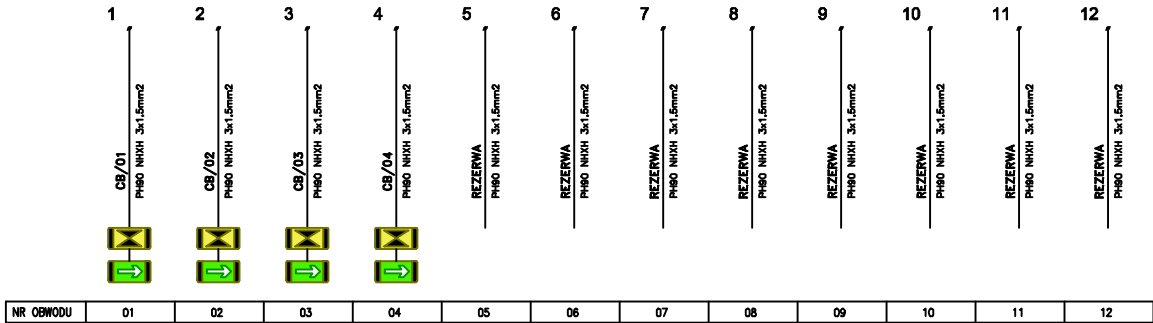 1 2 3 4 5 6 7 8 9 10 11 12
CB/01
PH90 NHXH 3x1.5mm2
CB/02
PH90 NHXH 3x1.5mm2
CB/03
PH90 NHXH 3x1.5mm2
CB/04
PH90 NHXH 3x1.5mm2
REZERWA
PH90 NHXH 3x1.5mm2
REZERWA
PH90 NHXH 3x1.5mm2
REZERWA
PH90 NHXH 3x1.5mm2
REZERWA
PH90 NHXH 3x1.5mm2
REZERWA
PH90 NHXH 3x1.5mm2
REZERWA
PH90 NHXH 3x1.5mm2
REZERWA
PH90 NHXH 3x1.5mm2
REZERWA
PH90 NHXH 3x1.5mm2
NR OBWODU 01 02 03 04 05 06 07 08 09 10 11 12